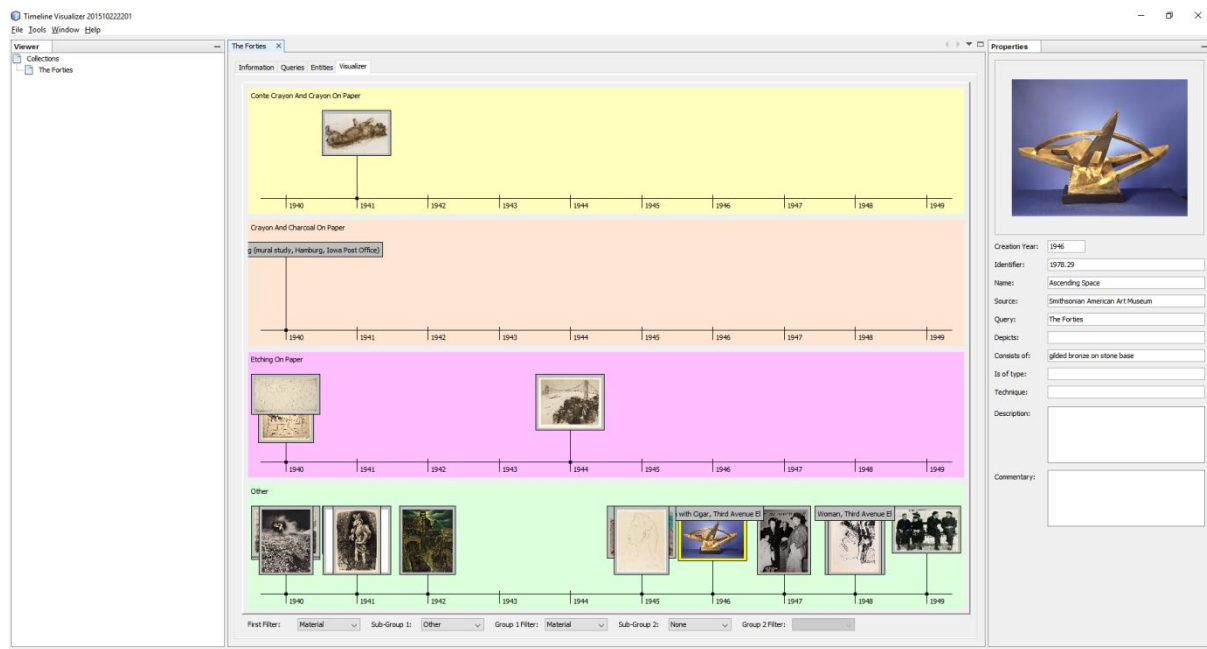 Timeline Visualizer 201510222201
File Tools Window Help
Viewer
Collections
The Forties
The Forties
Information Queries Entities Visualizer
Conte Crayon And Crayon On Paper
1940 1941 1942 1943 1944 1945 1946 1947 1948 1949
Crayon And Charcoal On Paper
g (mural study, Hamburg, Iowa Post Office)
1940 1941 1942 1943 1944 1945 1946 1947 1948 1949
Etching On Paper
1940 1941 1942 1943 1944 1945 1946 1947 1948 1949
Other
with Cigar, Third Avenue El
Woman, Third Avenue El
1940 1941 1942 1943 1944 1945 1946 1947 1948 1949
First Filter: Material Sub-Group 1: Other Group 1 Filter: Material Sub-Group 2: None Group 2 Filter:
Properties
Creation Year: 1946
Identifier: 1978.29
Name: Ascending Space
Source: Smithsonian American Art Museum
Query: The Forties
Depicts:
Consists of: gilded bronze on stone base
Is of type:
Technique:
Description:
Commentary: